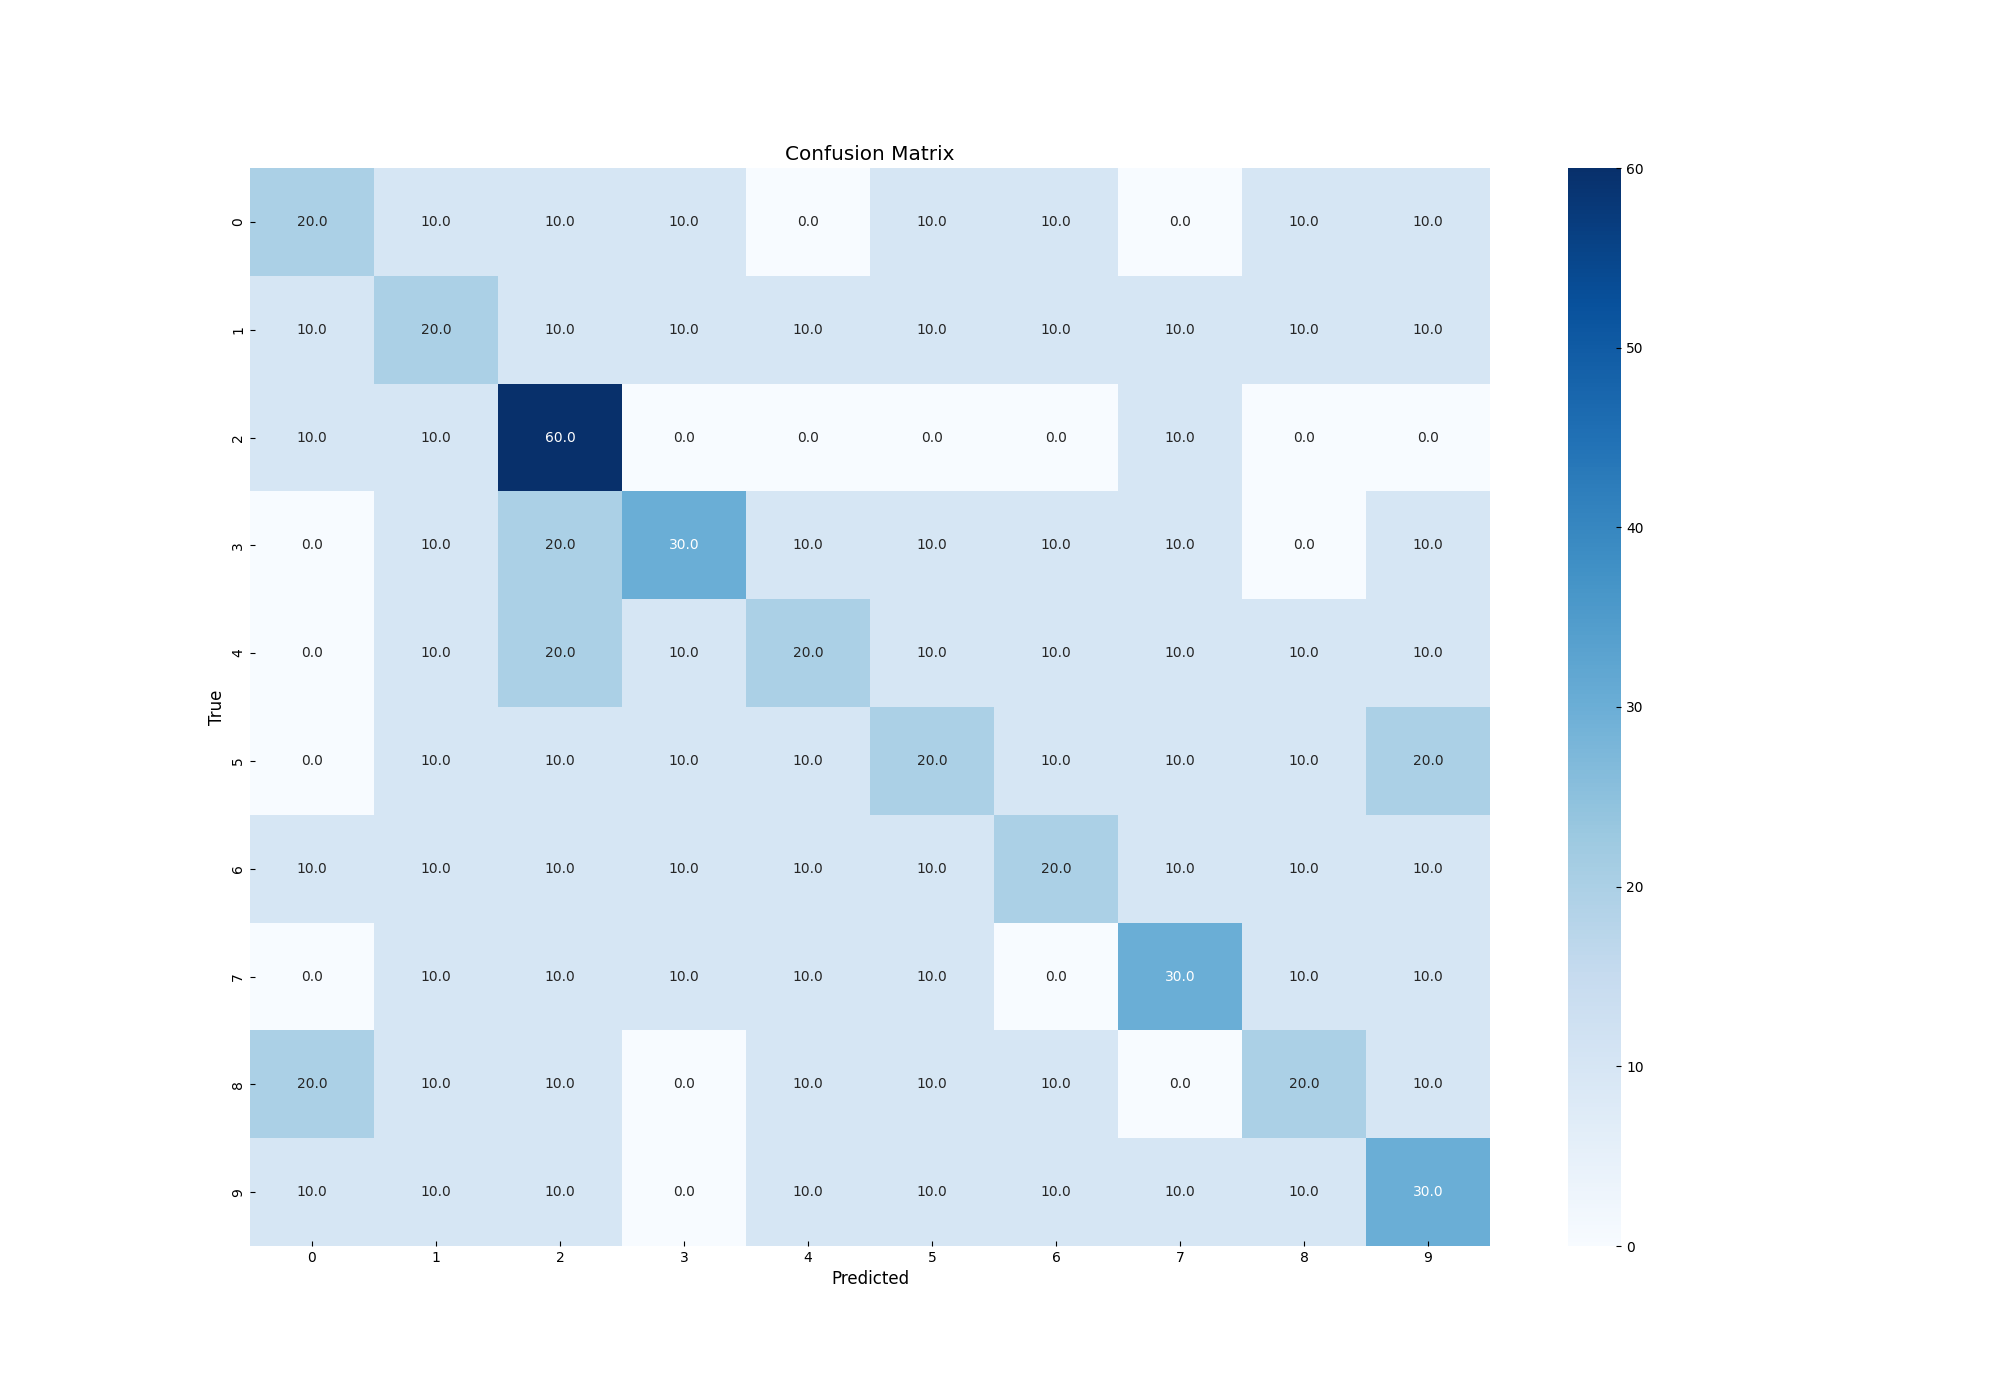 Confusion Matrix
0 20.0 10.0 10.0 10.0 0.0 10.0 10.0 0.0 10.0 10.0
1 10.0 20.0 10.0 10.0 10.0 10.0 10.0 10.0 10.0 10.0
2 10.0 10.0 60.0 0.0 0.0 0.0 0.0 10.0 0.0 0.0
3 0.0 10.0 20.0 30.0 10.0 10.0 10.0 10.0 0.0 10.0
4 0.0 10.0 20.0 10.0 20.0 10.0 10.0 10.0 10.0 10.0
True
5 0.0 10.0 10.0 10.0 10.0 20.0 10.0 10.0 10.0 20.0
6 10.0 10.0 10.0 10.0 10.0 10.0 20.0 10.0 10.0 10.0
7 0.0 10.0 10.0 10.0 10.0 10.0 0.0 30.0 10.0 10.0
8 20.0 10.0 10.0 0.0 10.0 10.0 10.0 0.0 20.0 10.0
9 10.0 10.0 10.0 0.0 10.0 10.0 10.0 10.0 10.0 30.0
0 1 2 3 4 5 6 7 8 9
Predicted
60
50
40
30
20
10
0